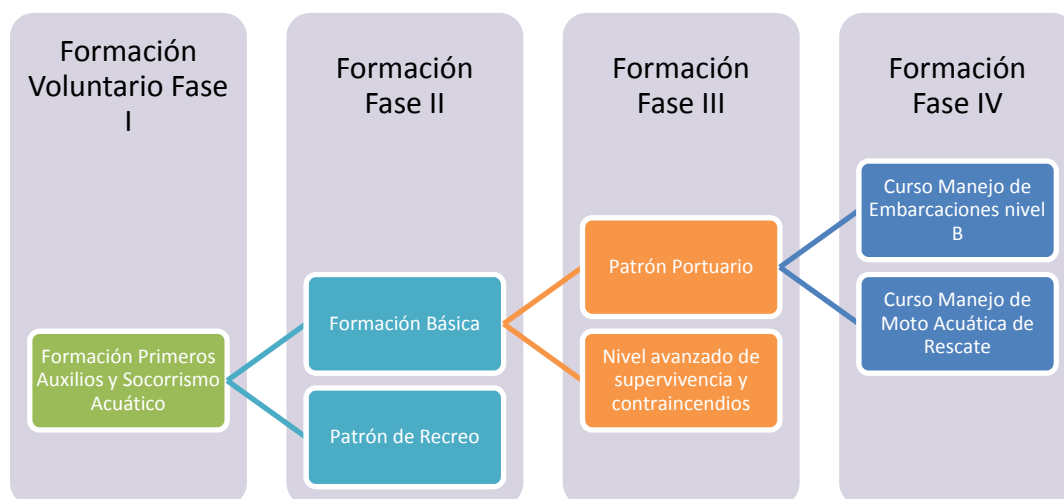 Formación
Voluntario Fase
I
Formación
Fase II
Formación
Fase III
Formación
Fase IV
Formación Primeros
Auxilios y Socorrismo
Acuático
Formación Básica
Patrón de Recreo
Patrón Portuario
Nivel avanzado de
supervivencia y
contraincendios
Curso Manejo de
Embarcaciones nivel
B
Curso Manejo de
Moto Acuática de
Rescate